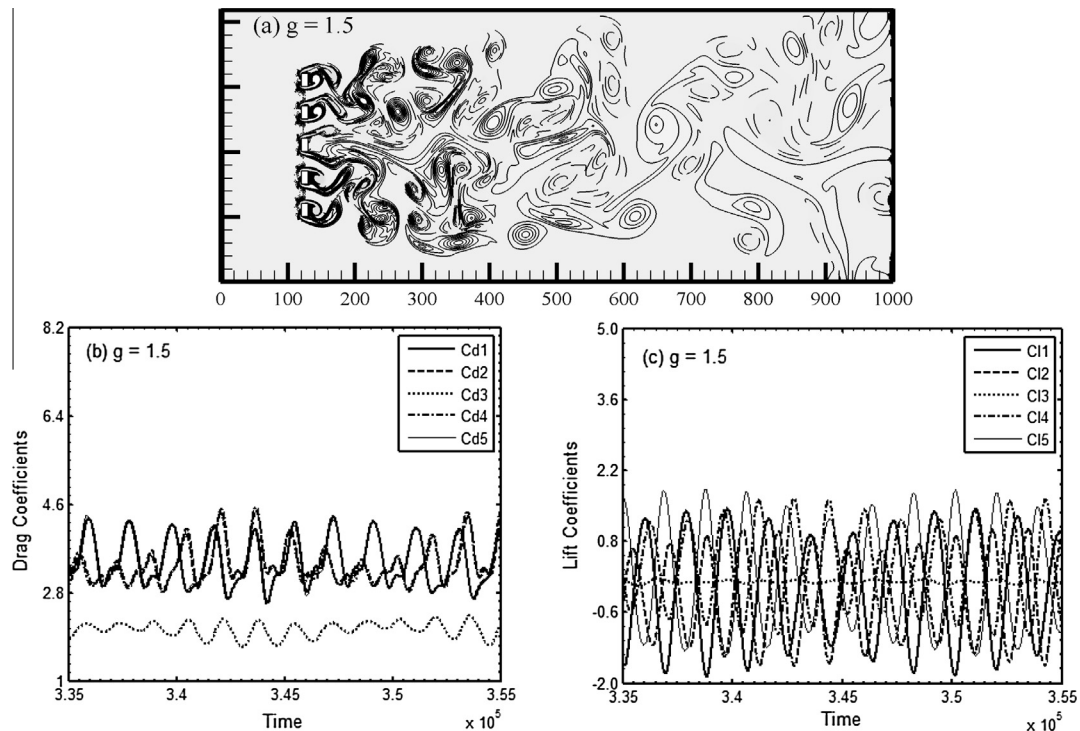 (a) g = 1.5
0 100 200 300 400 500 600 700 800 900 1000
(b) g = 1.5
Cd1
Cd2
Cd3
Cd4
Cd5
8.2
6.4
4.6
2.8
1
Drag Coefficients
3.35 3.4 3.45 3.5 3.55
Time
x 10^5
(c) g = 1.5
Cl1
Cl2
Cl3
Cl4
Cl5
5.0
3.6
2.2
0.8
-0.6
-2.0
Lift Coefficients
3.35 3.4 3.45 3.5 3.55
Time
x 10^5